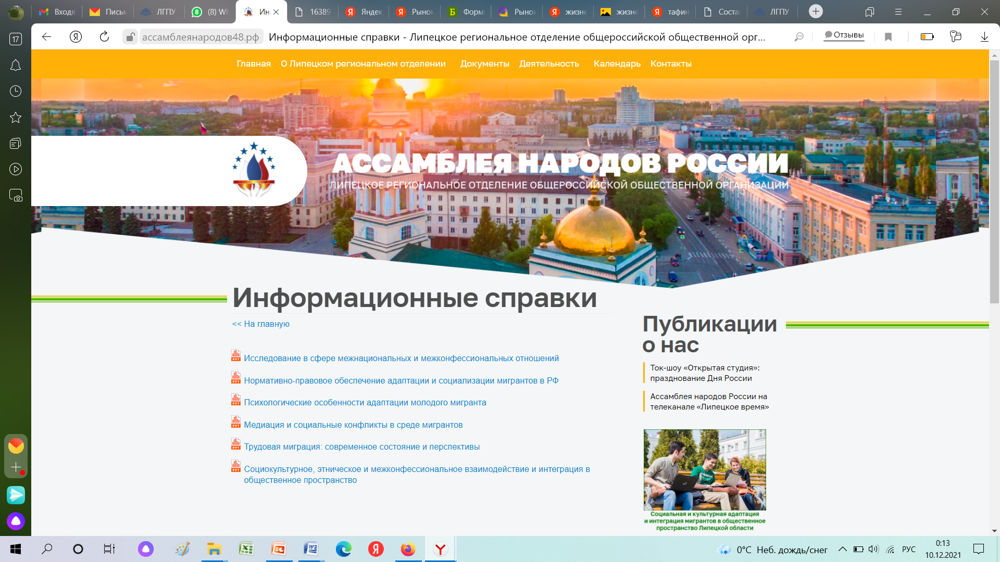 Входя
Письм
ЛГПУ
(8) Wh
Ин
16389
Яндек
Рынок
Форм
Рынок
жизне
жизне
тафин
Соста
ЛГПУ
17
ассамблеянародов48.рф
Информационные справки - Липецкое региональное отделение общероссийской общественной орг...
Отзывы
Главная
О Липецком региональном отделении
Документы
Деятельность
Календарь
Контакты
АССАМБЛЕЯ НАРОДОВ РОССИИ
ЛИПЕЦКОЕ РЕГИОНАЛЬНОЕ ОТДЕЛЕНИЕ ОБЩЕРОССИЙСКОЙ ОБЩЕСТВЕННОЙ ОРГАНИЗАЦИИ
Информационные справки
<< На главную
PPT
Исследование в сфере межнациональных и межконфессиональных отношений
PPT
Нормативно-правовое обеспечение адаптации и социализации мигрантов в РФ
PPT
Психологические особенности адаптации молодого мигранта
PPT
Медиация и социальные конфликты в среде мигрантов
PPT
Трудовая миграция: современное состояние и перспективы
PPT
Социокультурное, этническое и межконфессиональное взаимодействие и интеграция в
общественное пространство
Публикации
о нас
Ток-шоу «Открытая студия»:
празднование Дня России
Ассамблея народов России на
телеканале «Липецкое время»
Социальная и культурная адаптация
и интеграция мигрантов в общественное
пространство Липецкой области
0°C Неб. дождь/снег
РУС
0:13
10.12.2021